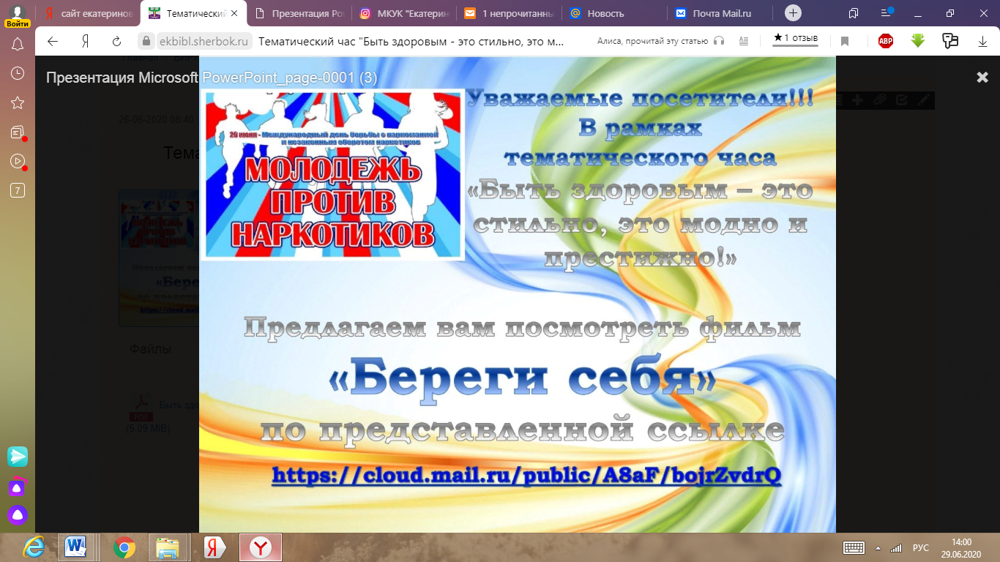 сайт екатеринов
Тематический
Презентация Pow
МКУК "Екатерин
1 непрочитанны
Новость
Почта Mail.ru
Войти
ekbibl.sherbok.ru
Тематический час "Быть здоровым - это стильно, это м...
Алиса, прочитай эту статью
★ 1 отзыв
ABP
7
Презентация Microsoft PowerPoint_page-0001 (3)
26-06-2020 08:40
Тема
26 июня - Международный день борьбы с наркоманией
и незаконным оборотом наркотиков
МОЛОДЕЖЬ
ПРОТИВ
НАРКОТИКОВ
Уважаемые посетители!!!
В рамках
тематического часа
«Быть здоровым – это
стильно, это модно и
престижно!»
Предлагаем вам посмотреть фильм
«Береги себя»
по представленной ссылке
https://cloud.mail.ru/public/A8aF/bojrZvdrQ
Файлы
PDF
Быть здо
(5.09 MiB)
РУС
14:00
29.06.2020